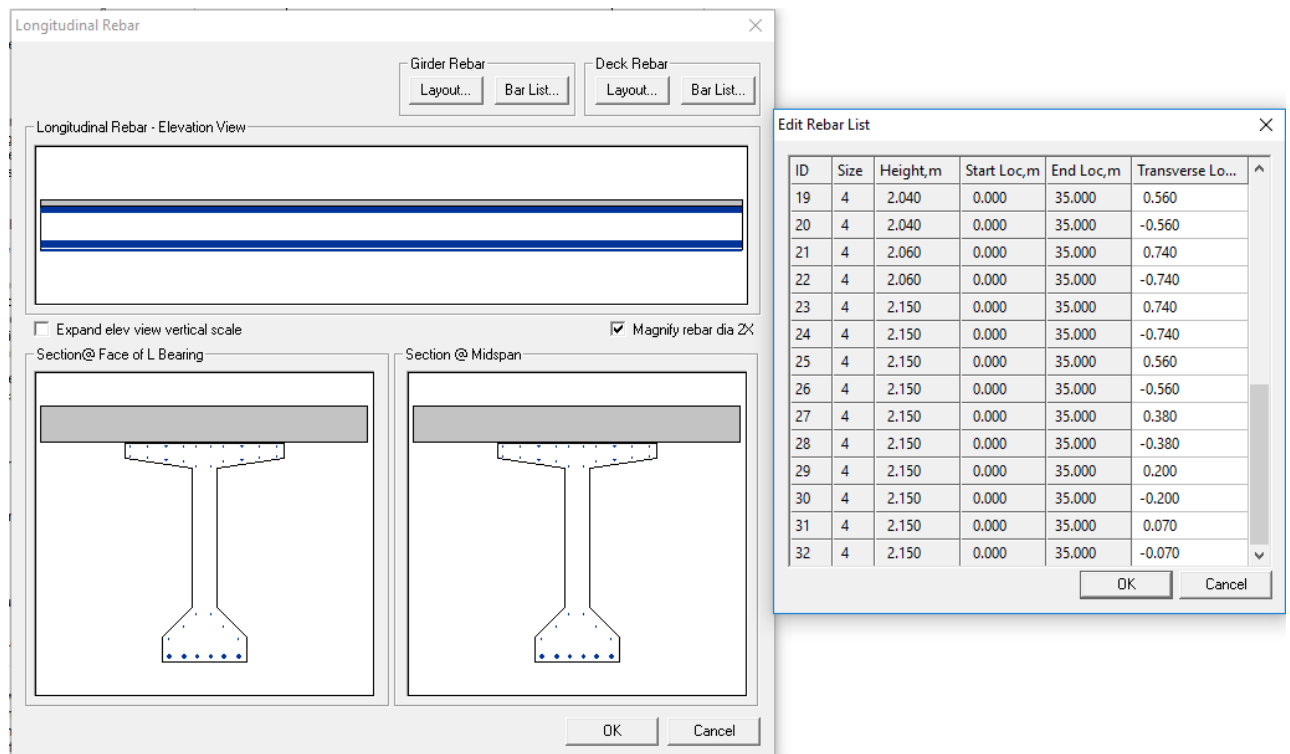 Longitudinal Rebar
Girder Rebar
Layout... Bar List...
Deck Rebar
Layout... Bar List...
Longitudinal Rebar - Elevation View
Expand elev view vertical scale
Magnify rebar dia 2X
Section@ Face of L Bearing
Section @ Midspan
OK Cancel
Edit Rebar List
ID Size Height,m Start Loc,m End Loc,m Transverse Lo...
19 4 2.040 0.000 35.000 0.560
20 4 2.040 0.000 35.000 -0.560
21 4 2.060 0.000 35.000 0.740
22 4 2.060 0.000 35.000 -0.740
23 4 2.150 0.000 35.000 0.740
24 4 2.150 0.000 35.000 -0.740
25 4 2.150 0.000 35.000 0.560
26 4 2.150 0.000 35.000 -0.560
27 4 2.150 0.000 35.000 0.380
28 4 2.150 0.000 35.000 -0.380
29 4 2.150 0.000 35.000 0.200
30 4 2.150 0.000 35.000 -0.200
31 4 2.150 0.000 35.000 0.070
32 4 2.150 0.000 35.000 -0.070
OK Cancel